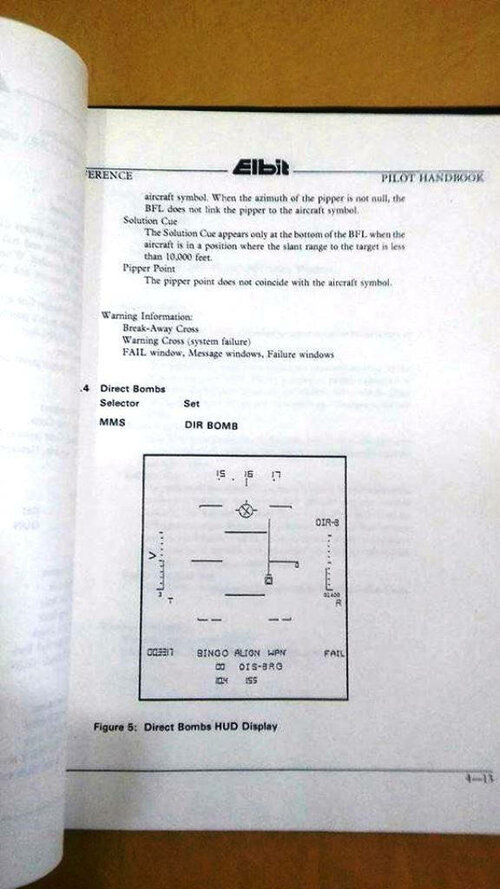 Elbit
ERENCE PILOT HANDBOOK
aircraft symbol. When the azimuth of the pipper is not null, the
BFL does not link the pipper to the aircraft symbol.
Solution Cue
The Solution Cue appears only at the bottom of the BFL when the
aircraft is in a position where the slant range to the target is less
than 10,000 feet.
Pipper Point
The pipper point does not coincide with the aircraft symbol.
Warning Information:
Break-Away Cross
Warning Cross (system failure)
FAIL window, Message windows, Failure windows
.4 Direct Bombs
Selector Set
MMS DIR BOMB
15 . 16 17
DIR-B
V
T
R
BINGO ALIGN WPN FAIL
DIS-BRG
104 155
Figure 5: Direct Bombs HUD Display
4—13